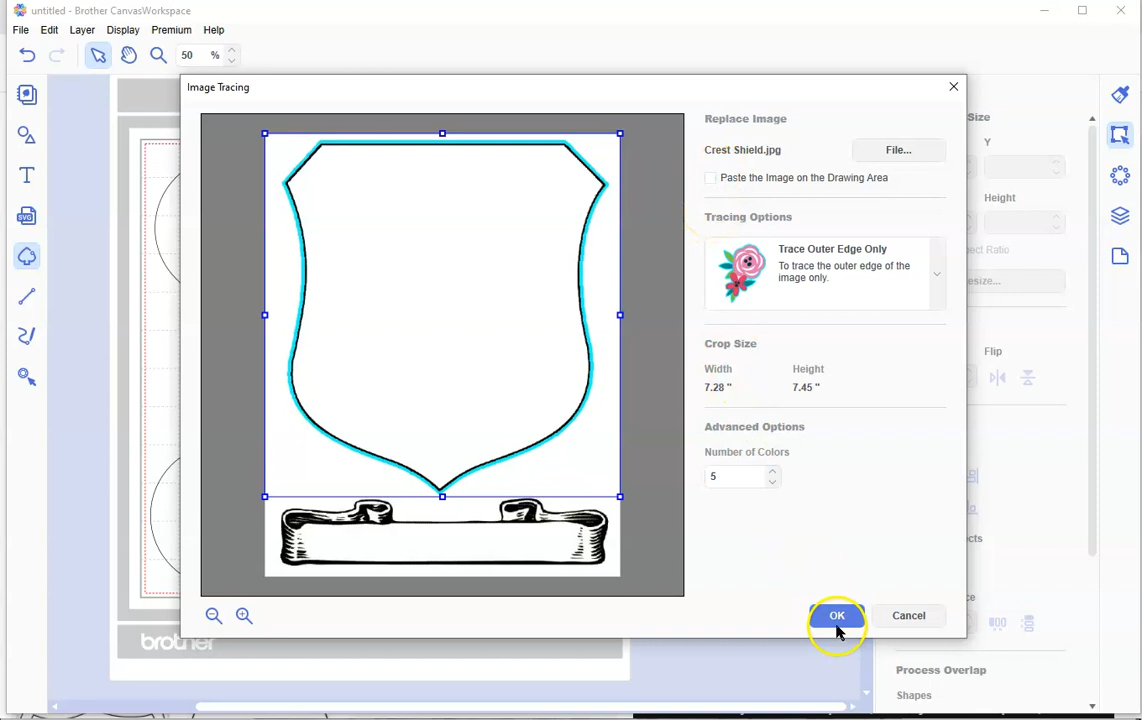 untitled - Brother CanvasWorkspace
File Edit Layer Display Premium Help
50 %
Image Tracing
Replace Image
Crest Shield.jpg
File...
Paste the Image on the Drawing Area
Tracing Options
Trace Outer Edge Only
To trace the outer edge of the
image only.
Crop Size
Width Height
7.28 " 7.45 "
Advanced Options
Number of Colors
5
OK Cancel
T
SVG
Size
Y
Height
Flip
Process Overlap
Shapes
brother